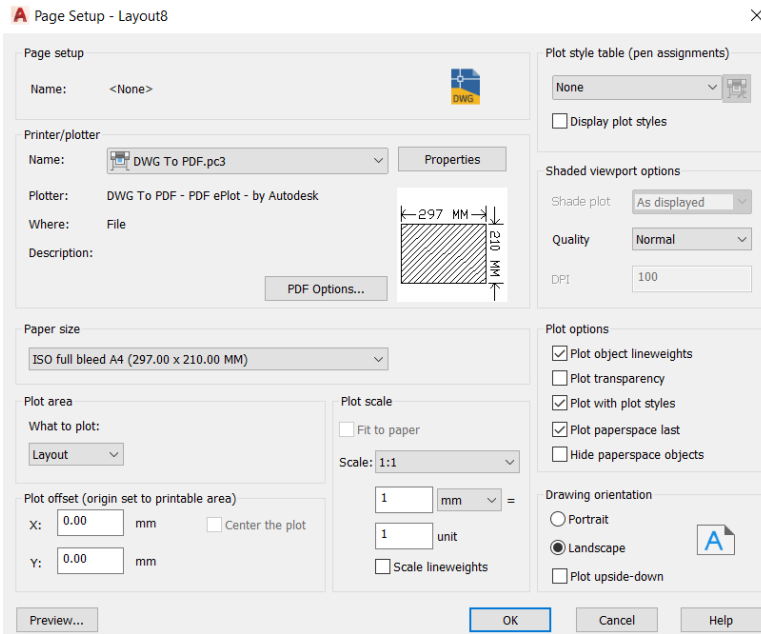 A Page Setup - Layout8
Page setup
Name: <None>
DWG
Printer/plotter
Name: DWG To PDF.pc3
Properties
Plotter: DWG To PDF - PDF ePlot - by Autodesk
Where: File
Description:
297 MM
210 MM
PDF Options...
Paper size
ISO full bleed A4 (297.00 x 210.00 MM)
Plot area
What to plot:
Layout
Plot offset (origin set to printable area)
X: 0.00 mm
Center the plot
Y: 0.00 mm
Plot scale
Fit to paper
Scale: 1:1
1 mm =
1 unit
Scale lineweights
Plot style table (pen assignments)
None
Display plot styles
Shaded viewport options
Shade plot As displayed
Quality Normal
DPI 100
Plot options
Plot object lineweights
Plot transparency
Plot with plot styles
Plot paperspace last
Hide paperspace objects
Drawing orientation
Portrait
Landscape
A
Plot upside-down
Preview...
OK
Cancel
Help